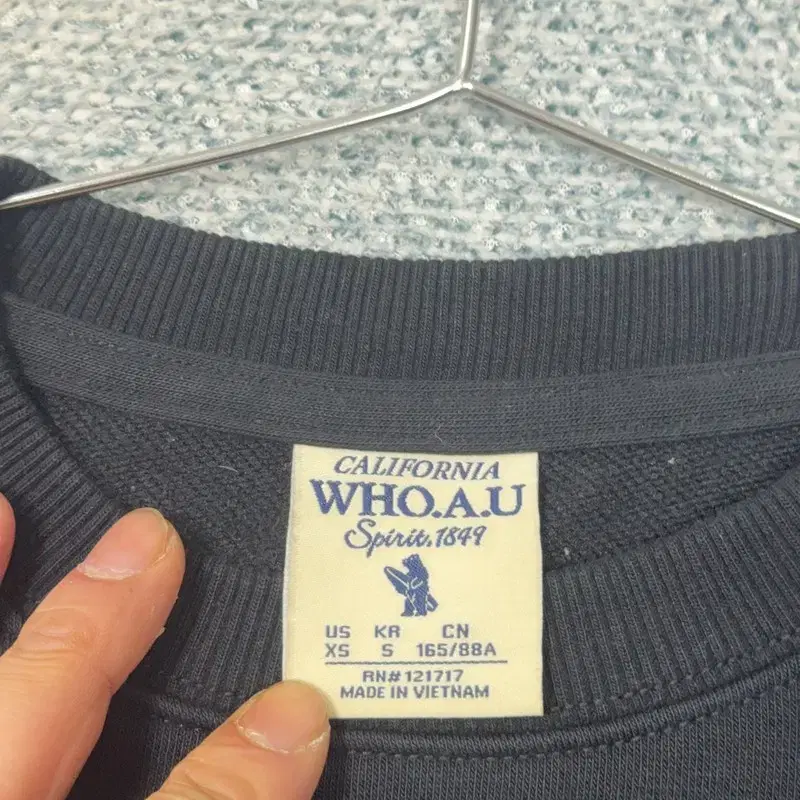 CALIFORNIA
WHO.A.U
Spirit.1849
US KR CN
XS S 165/88A
RN# 121717
MADE IN VIETNAM